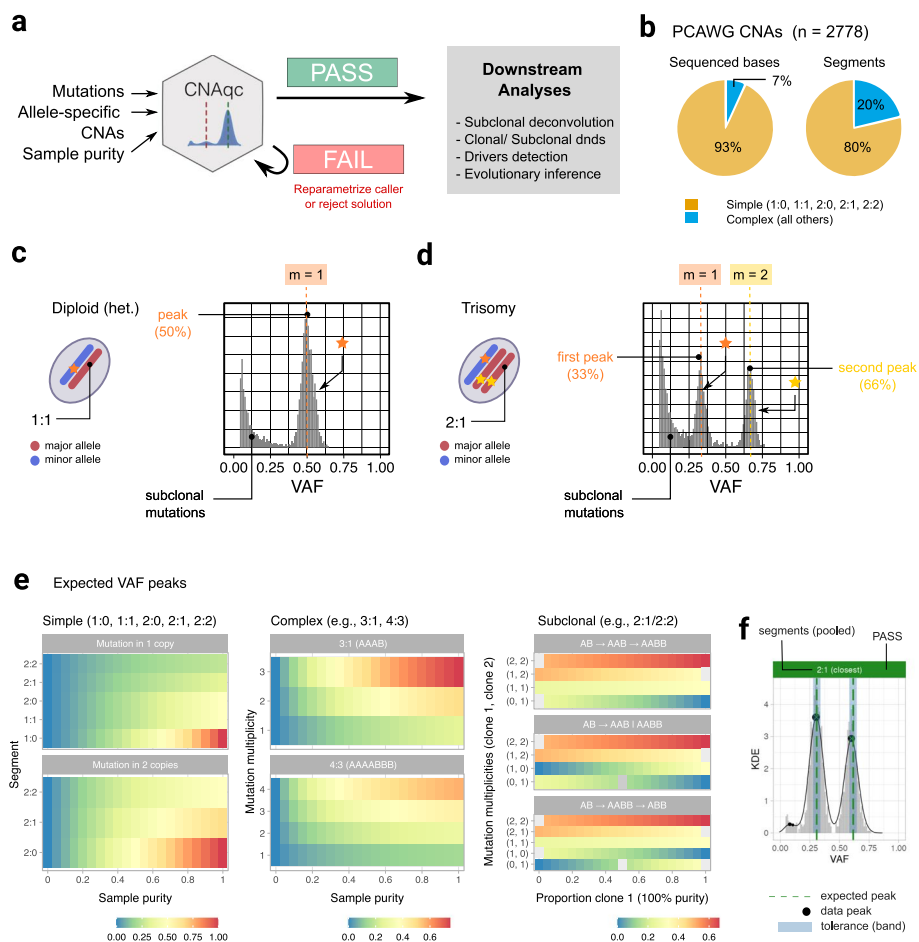 a
Mutations
Allele-specific
CNAs
Sample purity
CNAqc
PASS
FAIL
Reparametrize caller
or reject solution
Downstream
Analyses
- Subclonal deconvolution
- Clonal/ Subclonal dnds
- Drivers detection
- Evolutionary inference
b
PCAWG CNAs (n = 2778)
Sequenced bases
Segments
7%
93%
20%
80%
Simple (1:0, 1:1, 2:0, 2:1, 2:2)
Complex (all others)
c
m = 1
Diploid (het.)
peak
(50%)
1:1
major allele
minor allele
0.00 0.25 0.50 0.75 1.00
VAF
subclonal
mutations
d
m = 1
m = 2
Trisomy
first peak
(33%)
second peak
(66%)
2:1
major allele
minor allele
0.00 0.25 0.50 0.75 1.00
VAF
subclonal
mutations
e
Expected VAF peaks
Simple (1:0, 1:1, 2:0, 2:1, 2:2)
Mutation in 1 copy
2:2
2:1
2:0
1:1
1:0
Segment
Mutation in 2 copies
2:2
2:1
2:0
0 0.2 0.4 0.6 0.8 1
Sample purity
0.00 0.25 0.50 0.75 1.00
Complex (e.g., 3:1, 4:3)
3:1 (AAAB)
3
2
1
Mutation multiplicity
4:3 (AAAABBB)
4
3
2
1
0 0.2 0.4 0.6 0.8 1
Sample purity
0.0 0.2 0.4 0.6
Subclonal (e.g., 2:1/2:2)
AB → AAB → AABB
(2, 2)
(1, 2)
(1, 1)
(0, 1)
Mutation multiplicities (clone 1, clone 2)
AB → AAB | AABB
(2, 2)
(1, 2)
(1, 0)
(0, 1)
AB → AABB → ABB
(2, 2)
(2, 1)
(1, 1)
(1, 0)
(0, 1)
0 0.2 0.4 0.6 0.8 1
Proportion clone 1 (100% purity)
0.0 0.2 0.4 0.6
f
segments (pooled)
PASS
2:1 (closest)
4
3
2
1
0
KDE
0.00 0.25 0.50 0.75 1.00
VAF
expected peak
data peak
tolerance (band)